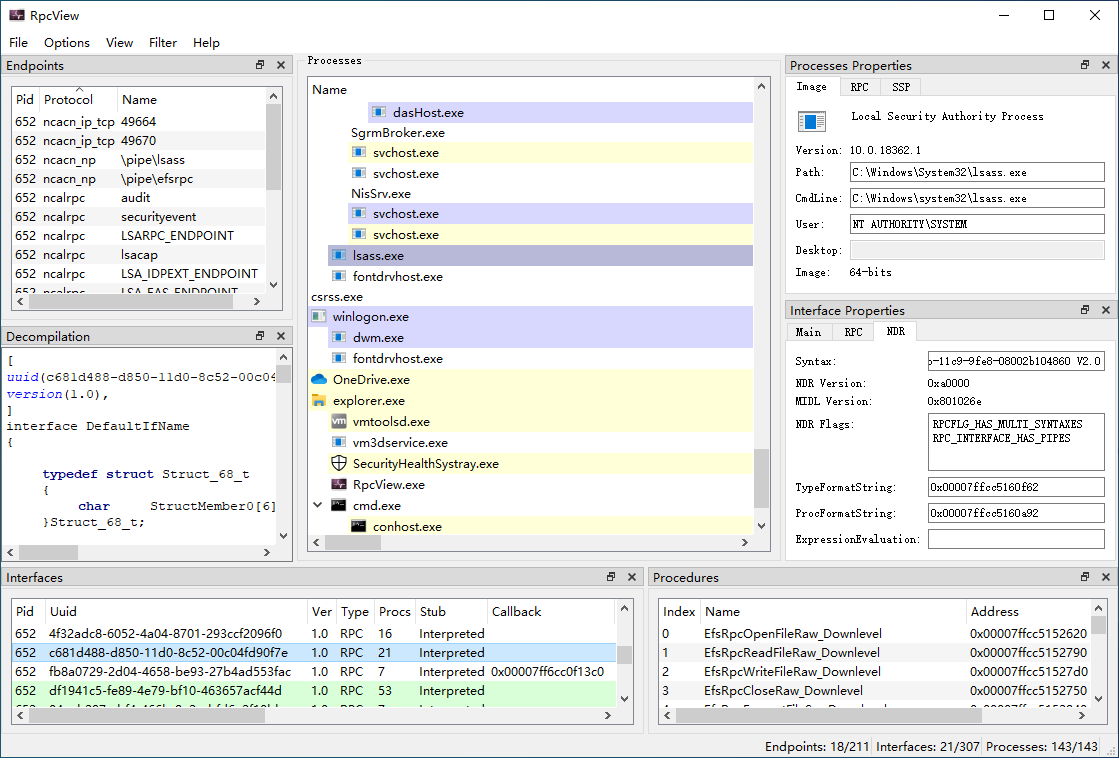 RpcView
File Options View Filter Help
Endpoints
Pid Protocol Name
652 ncacn_ip_tcp 49664
652 ncacn_ip_tcp 49670
652 ncacn_np \pipe\lsass
652 ncacn_np \pipe\efsrpc
652 ncalrpc audit
652 ncalrpc securityevent
652 ncalrpc LSARPC_ENDPOINT
652 ncalrpc lsacap
652 ncalrpc LSA_IDPEXT_ENDPOINT
652 ncalrpc LSA_EAS_ENDPOINT
Decompilation
[
uuid(c681d488-d850-11d0-8c52-00c04
version(1.0),
]
interface DefaultIfName
{
typedef struct Struct_68_t
{
char StructMember0[6]
}Struct_68_t;
Processes
Name
dasHost.exe
SgrmBroker.exe
svchost.exe
svchost.exe
NisSrv.exe
svchost.exe
svchost.exe
lsass.exe
fontdrvhost.exe
csrss.exe
winlogon.exe
dwm.exe
fontdrvhost.exe
OneDrive.exe
explorer.exe
vm vmtoolsd.exe
vm3dservice.exe
SecurityHealthSystray.exe
RpcView.exe
cmd.exe
conhost.exe
Processes Properties
Image RPC SSP
Local Security Authority Process
Version: 10.0.18362.1
Path: C:\Windows\System32\lsass.exe
CmdLine: C:\Windows\system32\lsass.exe
User: NT AUTHORITY\SYSTEM
Desktop:
Image: 64-bits
Interface Properties
Main RPC NDR
Syntax: -11c9-9fe8-08002b104860 V2.0
NDR Version: 0xa0000
MIDL Version: 0x801026e
NDR Flags: RPCFLG_HAS_MULTI_SYNTAXES
RPC_INTERFACE_HAS_PIPES
TypeFormatString: 0x00007ffcc5160f62
ProcFormatString: 0x00007ffcc5160a92
ExpressionEvaluation:
Interfaces
Pid Uuid Ver Type Procs Stub Callback
652 4f32adc8-6052-4a04-8701-293ccf2096f0 1.0 RPC 16 Interpreted
652 c681d488-d850-11d0-8c52-00c04fd90f7e 1.0 RPC 21 Interpreted
652 fb8a0729-2d04-4658-be93-27b4ad553fac 1.0 RPC 7 Interpreted 0x00007ff6cc0f13c0
652 df1941c5-fe89-4e79-bf10-463657acf44d 1.0 RPC 53 Interpreted
Procedures
Index Name Address
0 EfsRpcOpenFileRaw_Downlevel 0x00007ffcc5152620
1 EfsRpcReadFileRaw_Downlevel 0x00007ffcc5152790
2 EfsRpcWriteFileRaw_Downlevel 0x00007ffcc51527d0
3 EfsRpcCloseRaw_Downlevel 0x00007ffcc5152750
Endpoints: 18/211 Interfaces: 21/307 Processes: 143/143